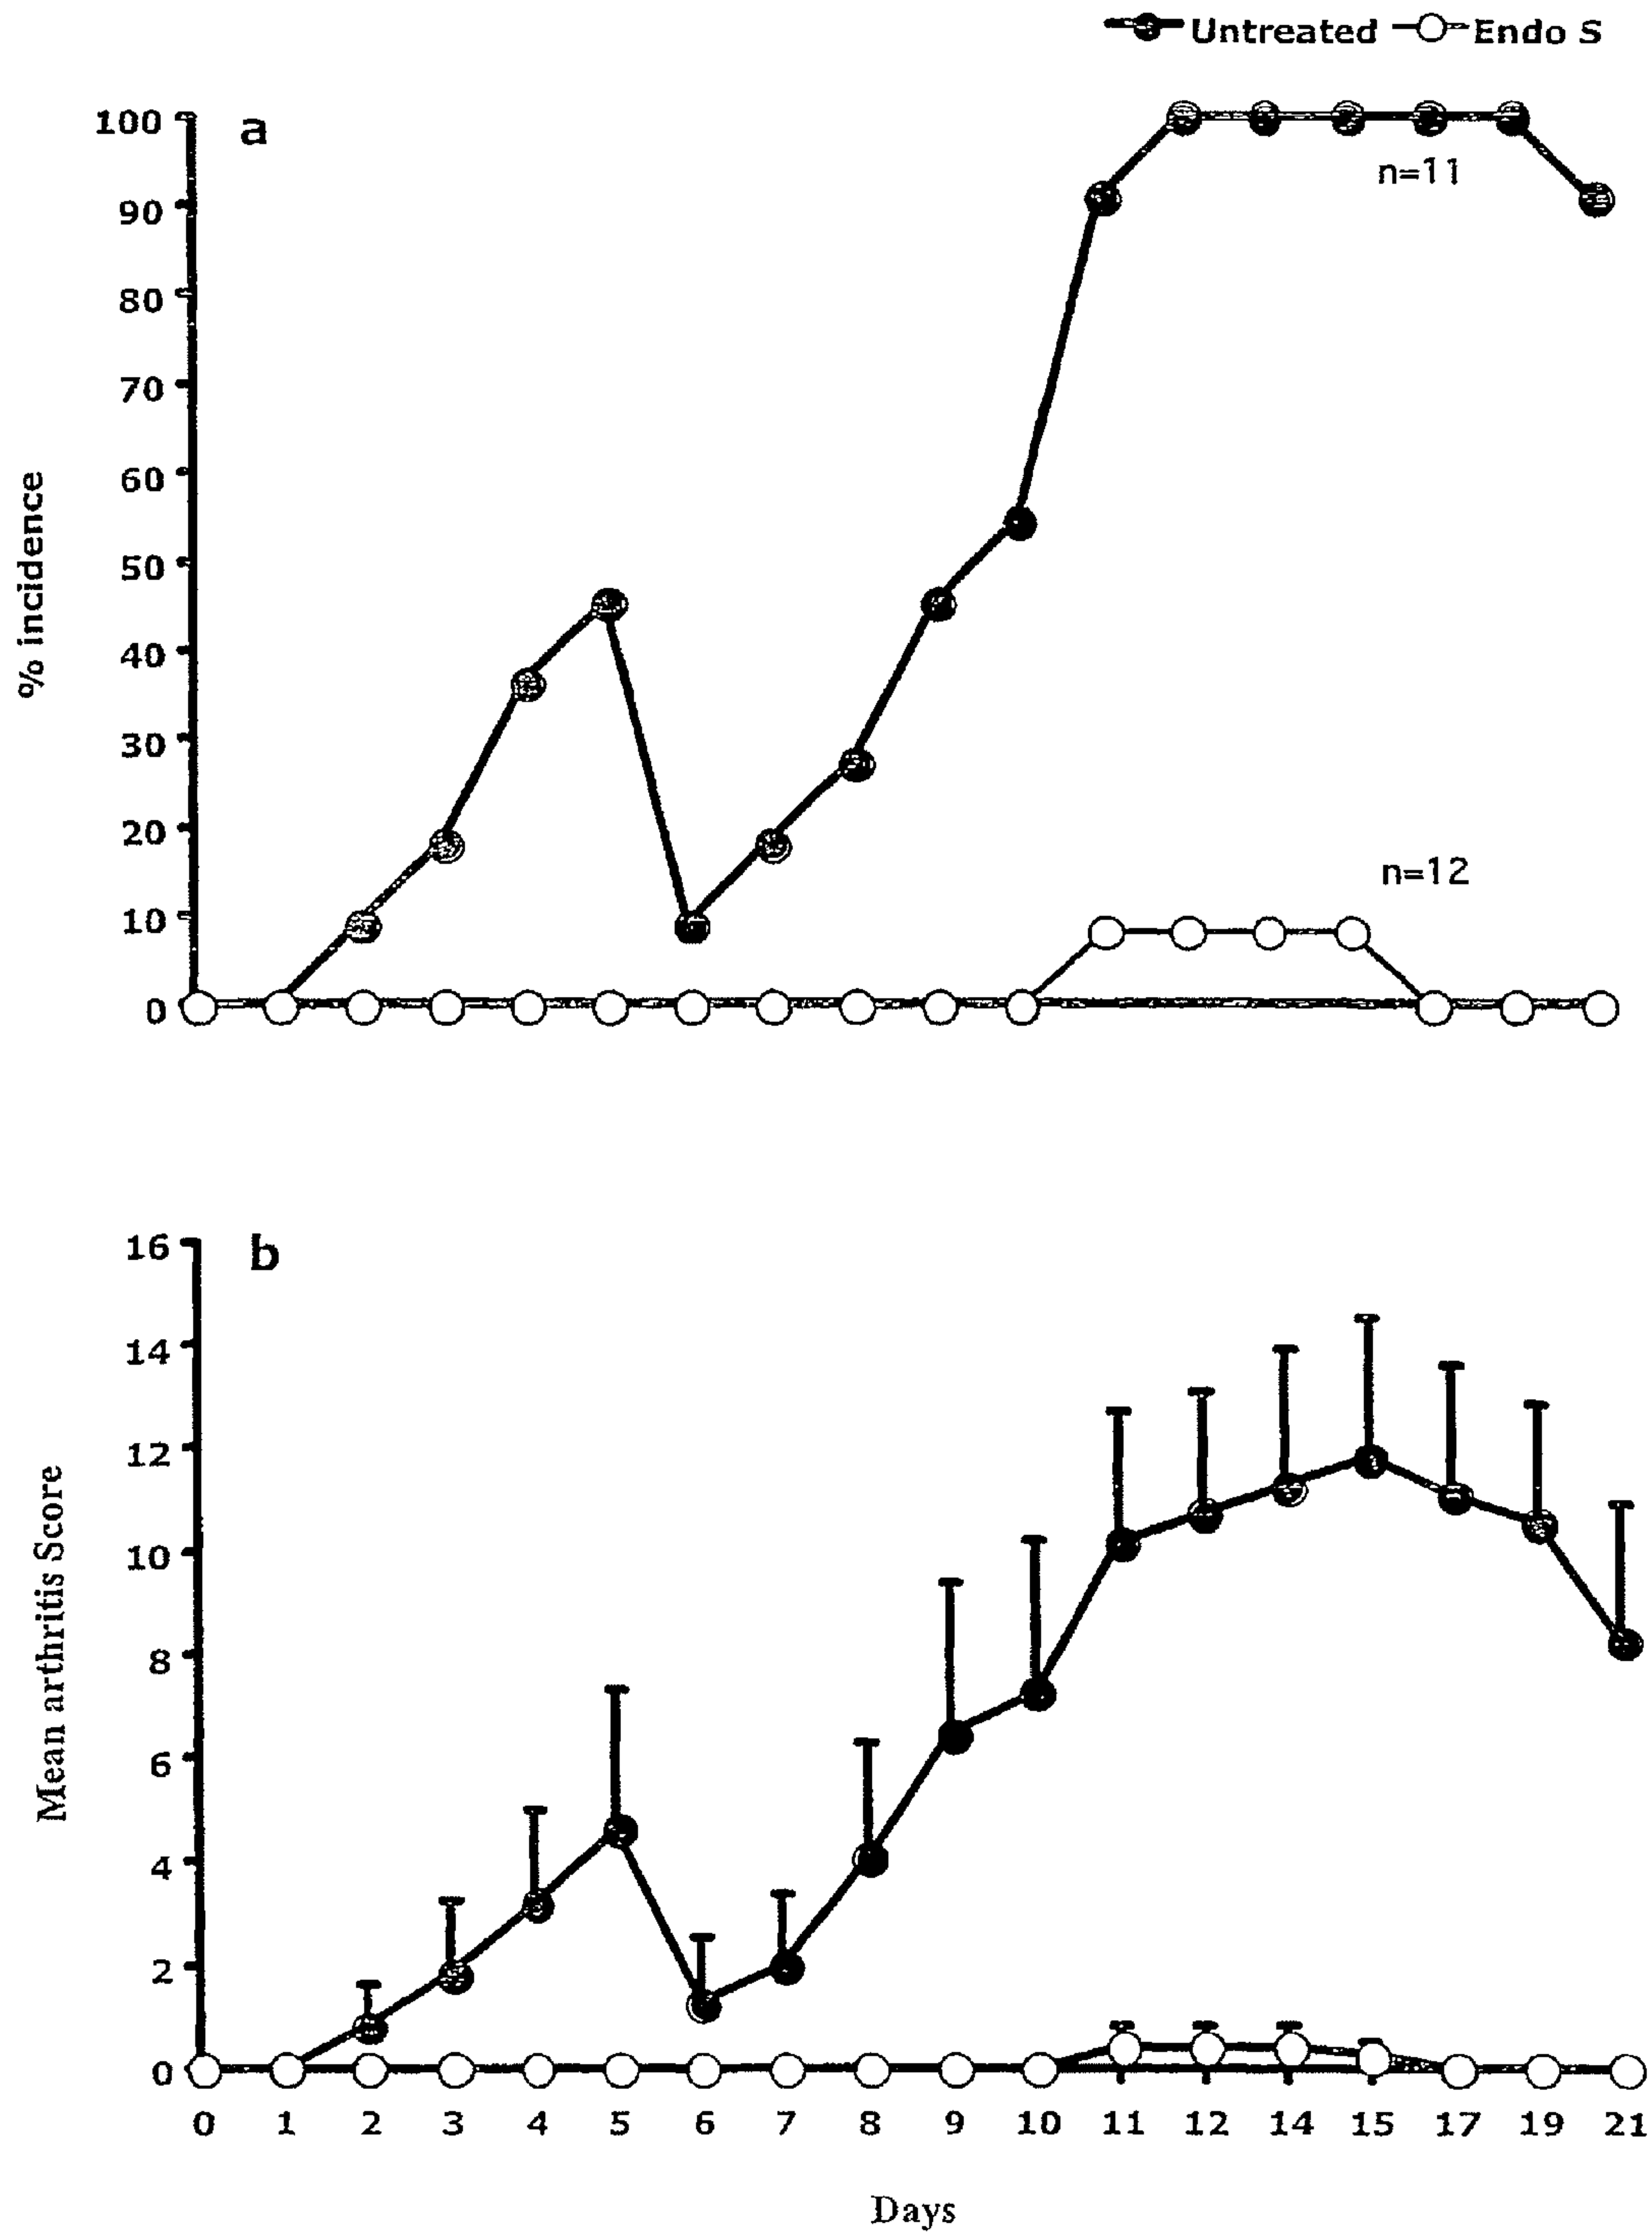 Untreated Endo S
a
100
90
80
70
60
50
40
30
20
10
0
% incidence
n=11
n=12
b
16
14
12
10
8
6
4
2
0
Mean arthritis Score
0 1 2 3 4 5 6 7 8 9 10 11 12 14 15 17 19 21
Days